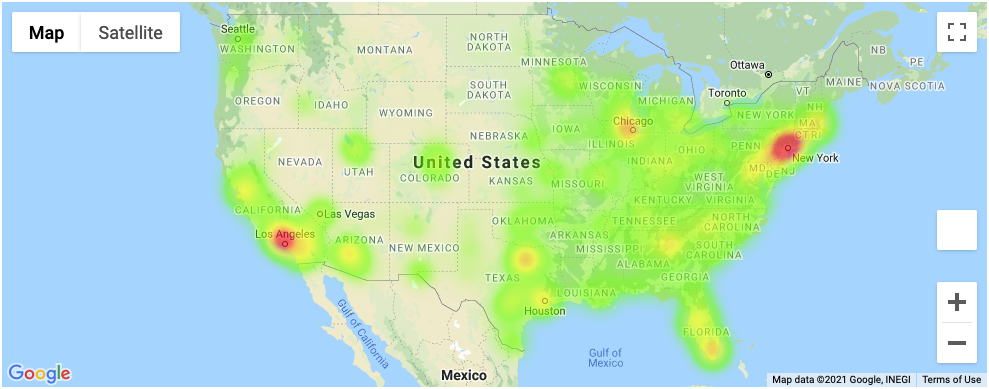 Map
Satellite
Seattle
WASHINGTON
MONTANA
NORTH
DAKOTA
MINNESOTA
Ottawa
NB
PE
MAINE
NOVA SCOTIA
OREGON
IDAHO
WYOMING
SOUTH
DAKOTA
WISCONSIN
MICHIGAN
Toronto
VT
NH
NEW YORK
MA
CT RI
Chicago
IOWA
ILLINOIS
NEBRASKA
NEVADA
UTAH
COLORADO
United States
KANSAS
MISSOURI
INDIANA
OHIO
PENN
New York
MD
DE
NJ
WEST
VIRGINIA
KENTUCKY
VIRGINIA
CALIFORNIA
Las Vegas
Los Angeles
ARIZONA
NEW MEXICO
OKLAHOMA
ARKANSAS
TENNESSEE
NORTH
CAROLINA
MISSISSIPPI
SOUTH
CAROLINA
ALABAMA
GEORGIA
TEXAS
LOUISIANA
Houston
FLORIDA
Gulf of California
Gulf of
Mexico
Mexico
Google
Map data ©2021 Google, INEGI
Terms of Use